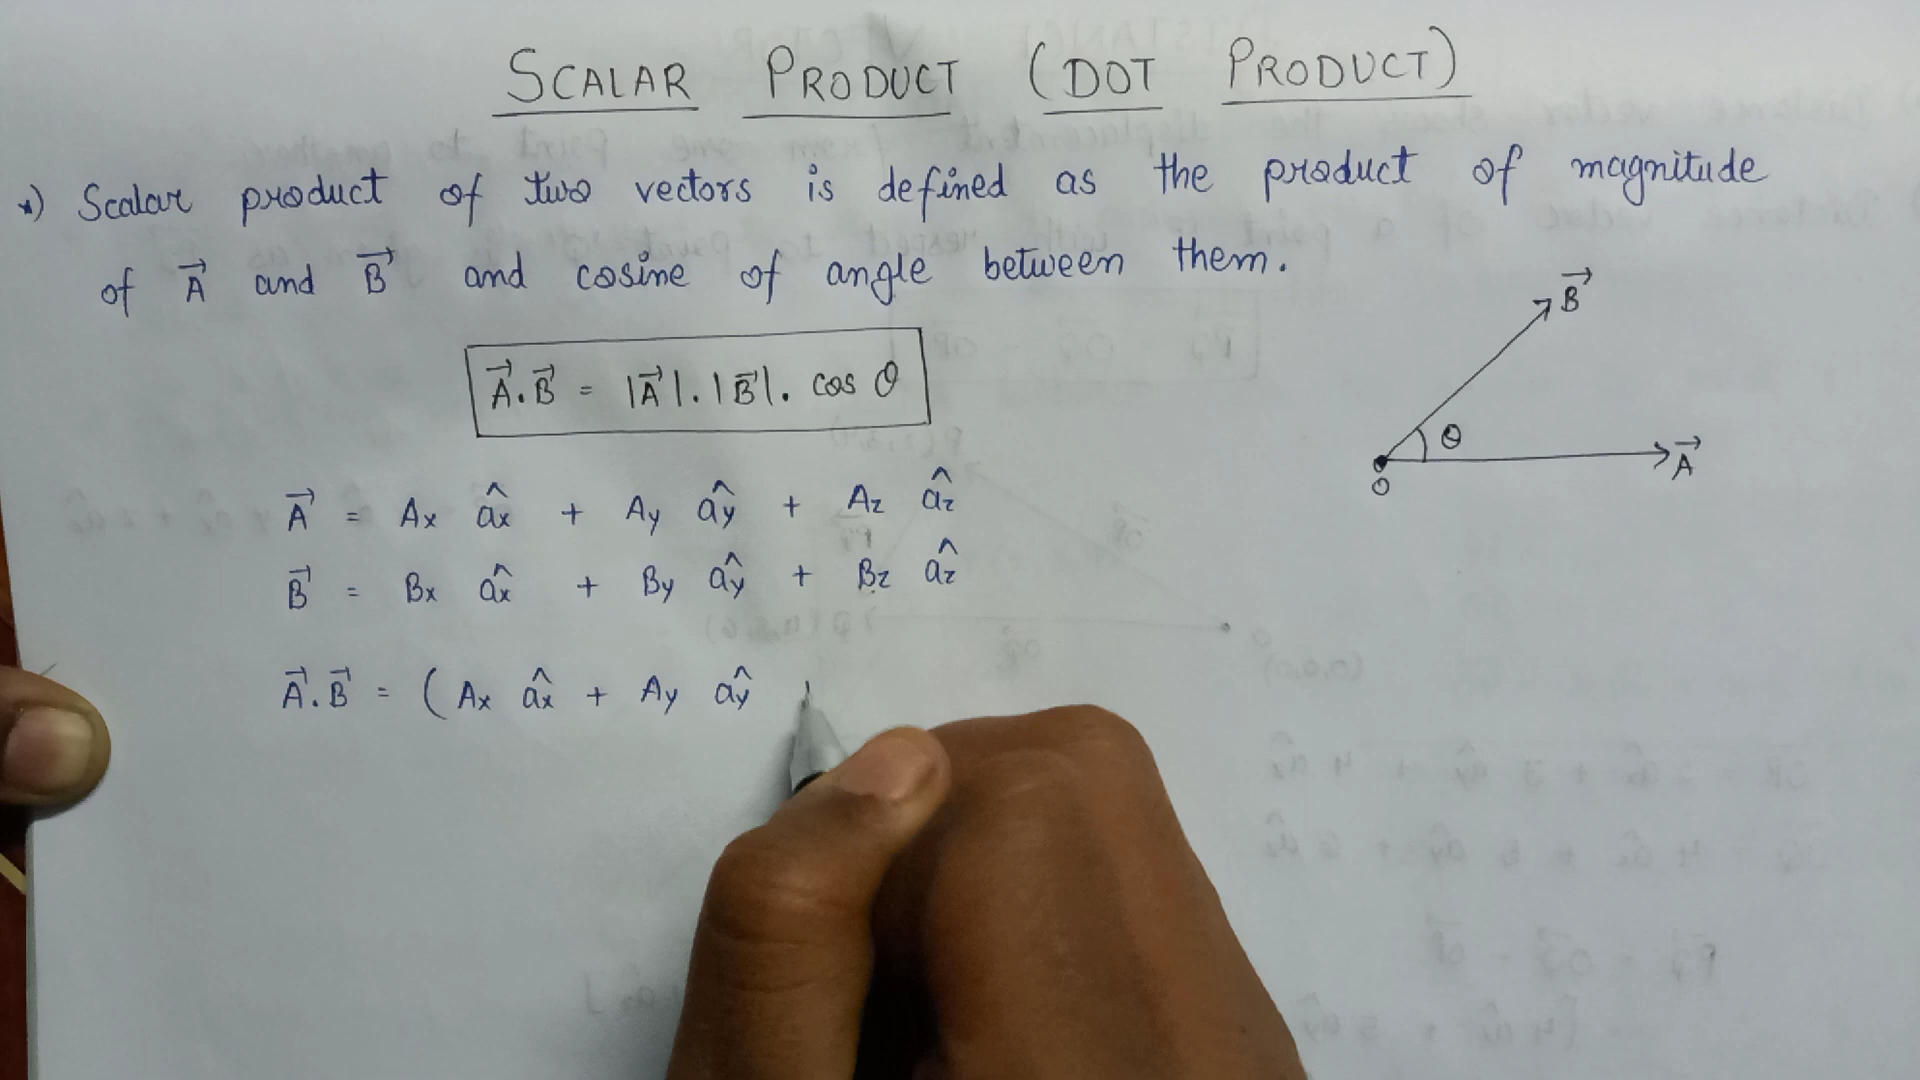 SCALAR PRODUCT (DOT PRODUCT)
*) Scalar product of two vectors is defined as the product of magnitude
of A⃗ and B⃗ and cosine of angle between them.
A⃗.B⃗ = |A⃗|.|B⃗|. cos θ
B⃗
θ
A⃗
O
A⃗ = Ax âx + Ay ây + Az âz
B⃗ = Bx âx + By ây + Bz âz
A⃗.B⃗ = (Ax âx + Ay ây